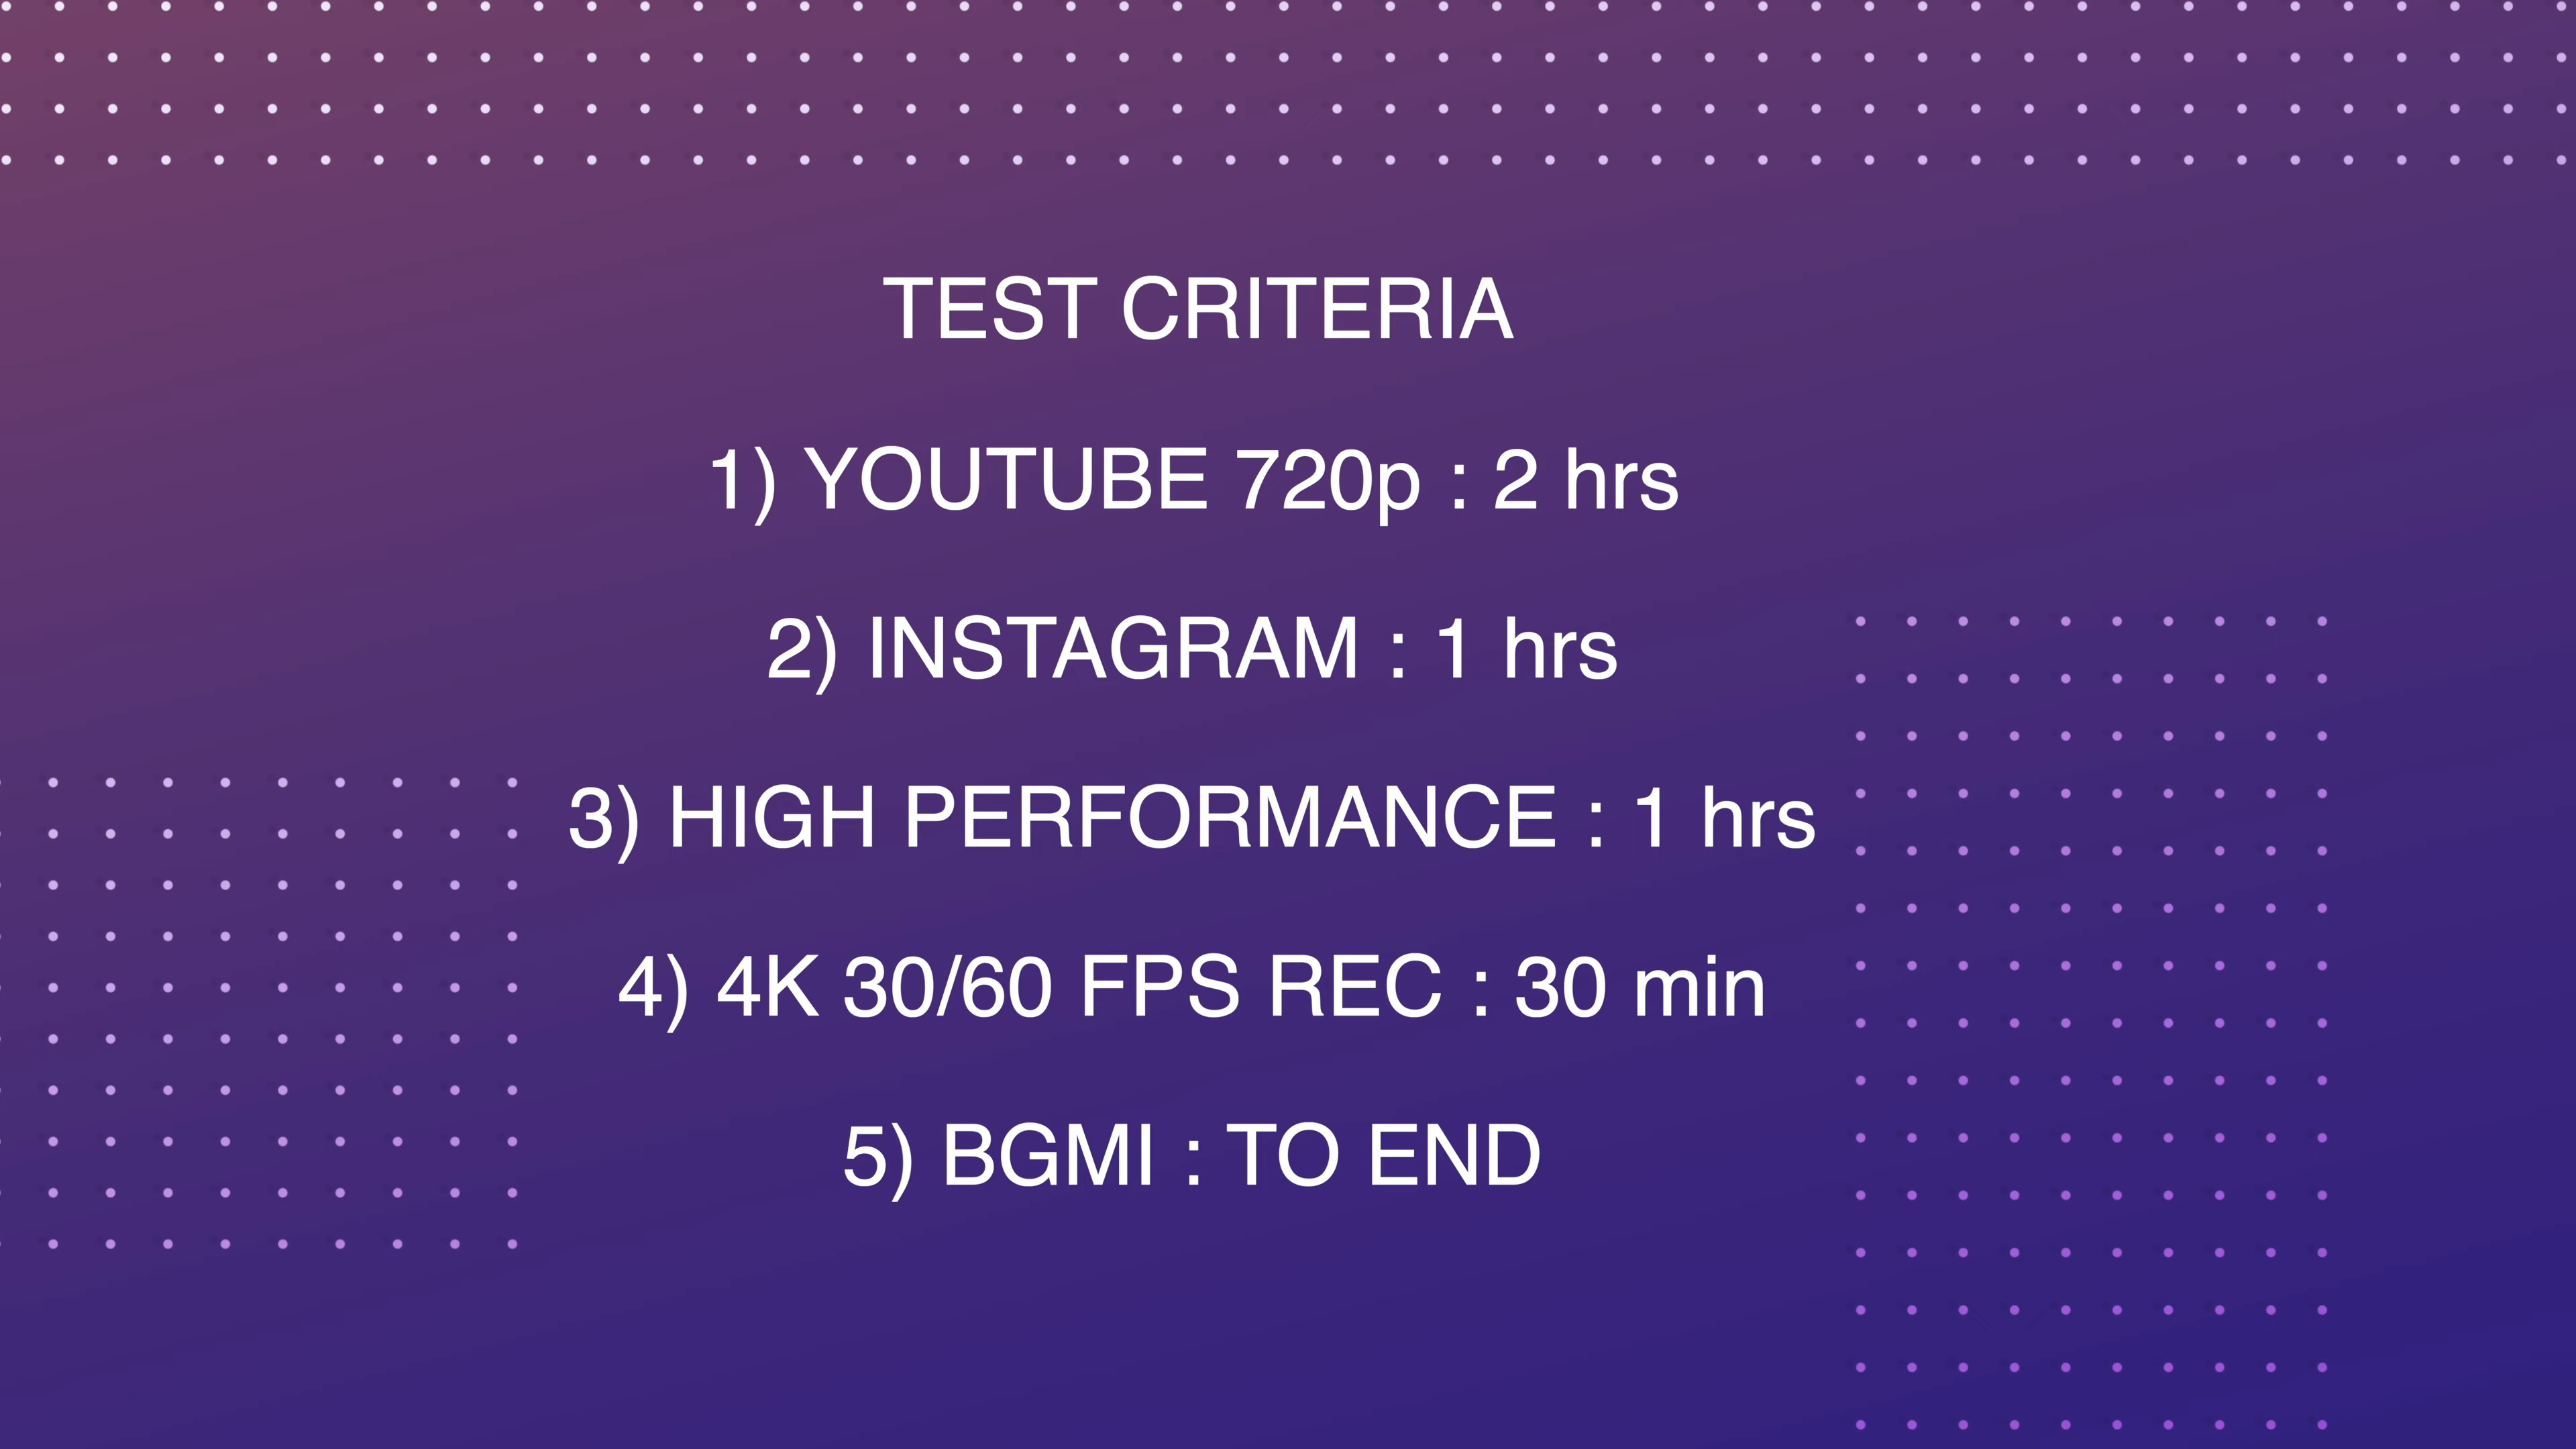 TEST CRITERIA
1) YOUTUBE 720p : 2 hrs
2) INSTAGRAM : 1 hrs
3) HIGH PERFORMANCE : 1 hrs
4) 4K 30/60 FPS REC : 30 min
5) BGMI : TO END